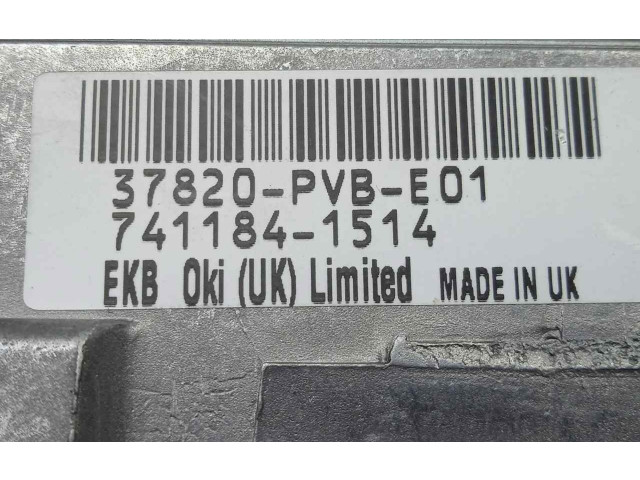 37820-PVB-E01
741184-1514
EKB Oki (UK) Limited MADE IN UK